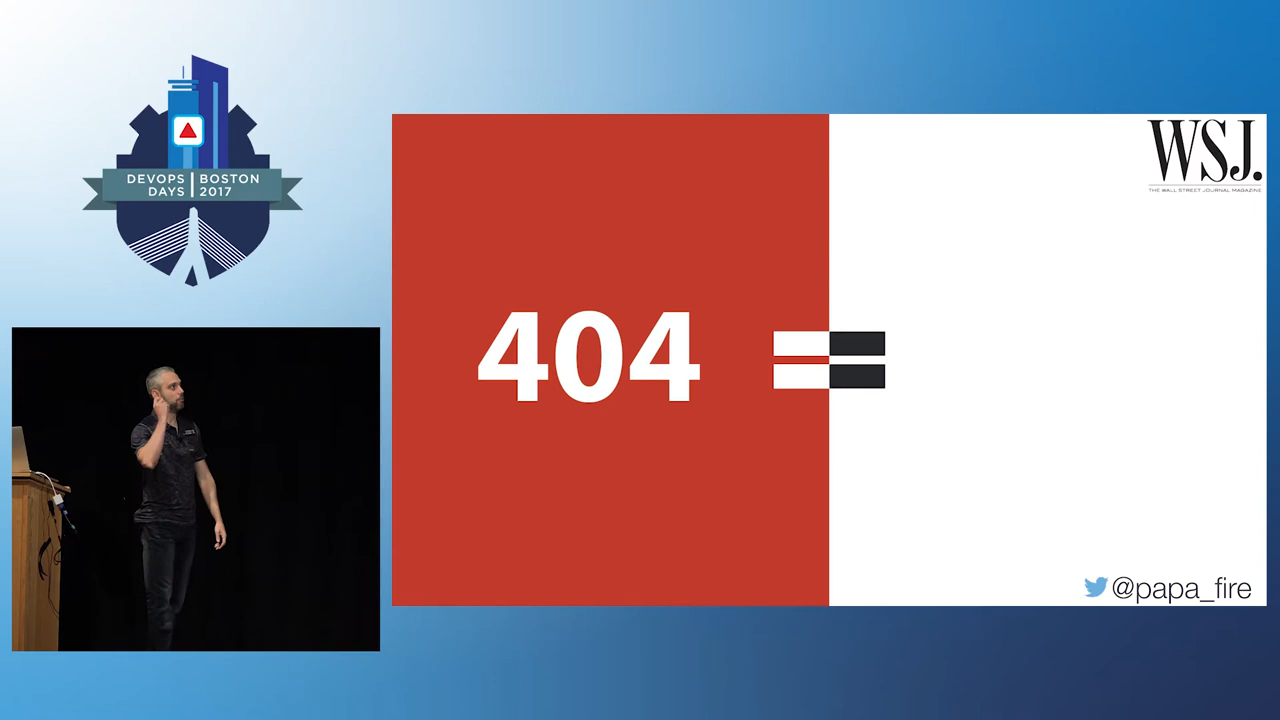 DEVOPS DAYS
BOSTON 2017
404 =
WSJ.
THE WALL STREET JOURNAL MAGAZINE
@papa_fire